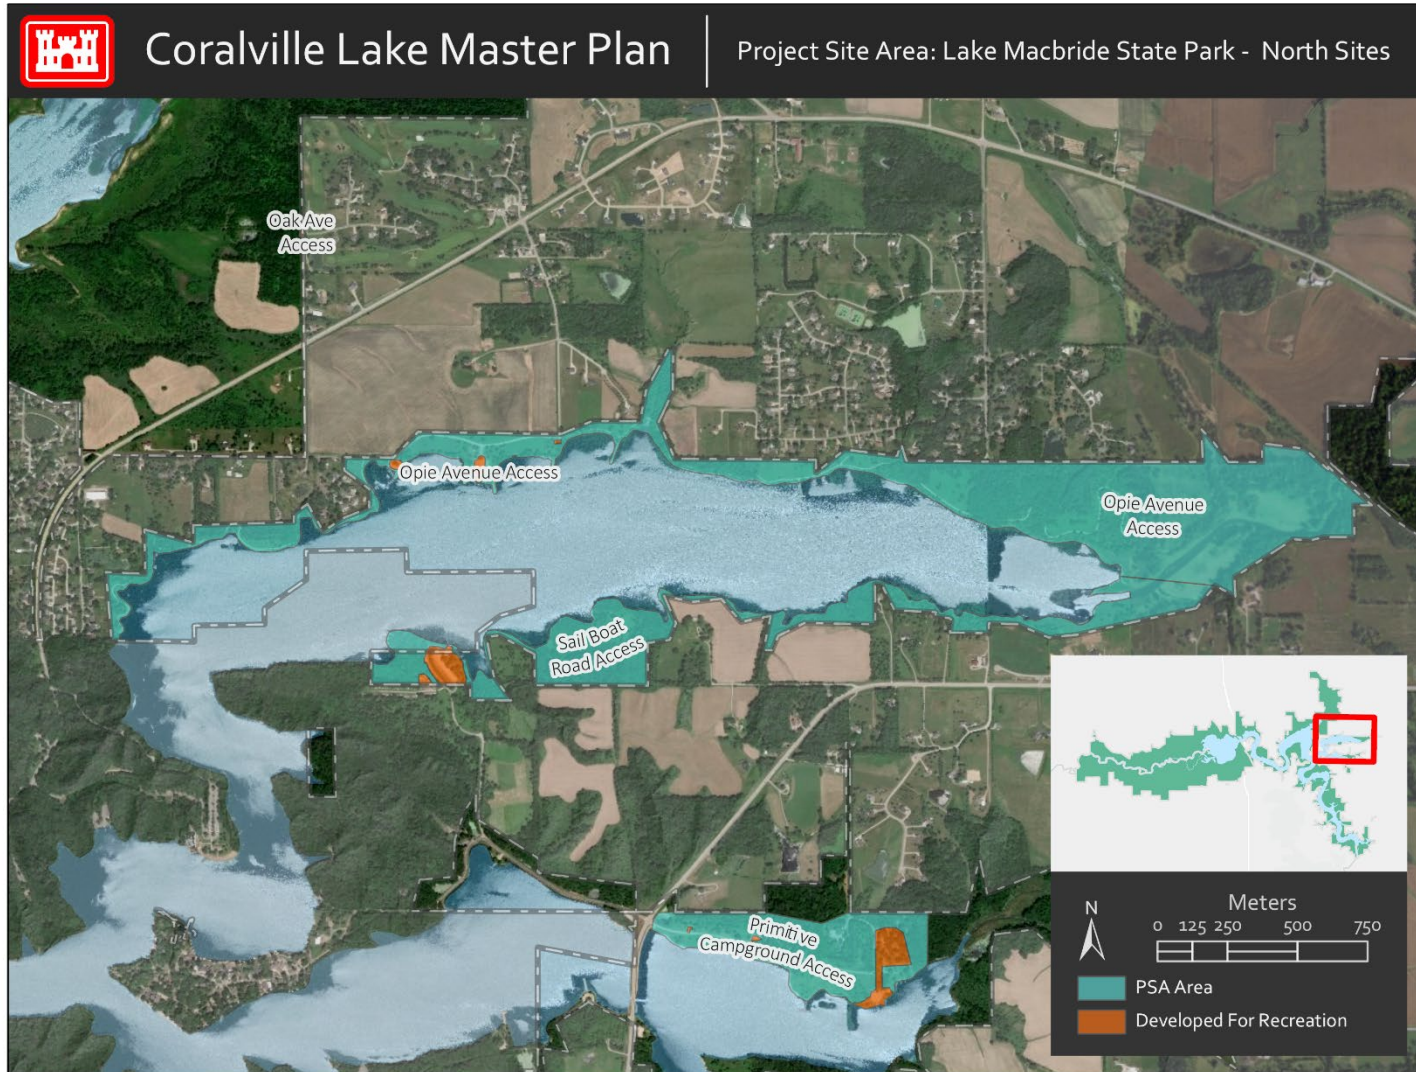 Coralville Lake Master Plan
Project Site Area: Lake Macbride State Park - North Sites
Oak Ave
Access
Opie Avenue Access
Opie Avenue
Access
Sail Boat
Road Access
Primitive
Campground Access
N
Meters
0 125 250 500 750
PSA Area
Developed For Recreation